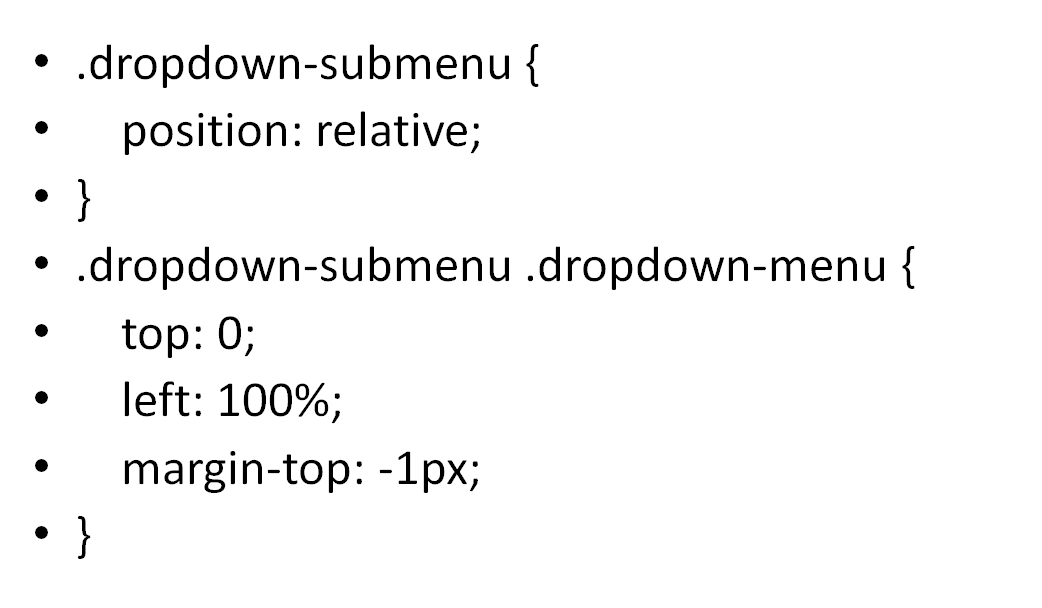 • .dropdown-submenu {
•    position: relative;
• }
• .dropdown-submenu .dropdown-menu {
•    top: 0;
•    left: 100%;
•    margin-top: -1px;
• }